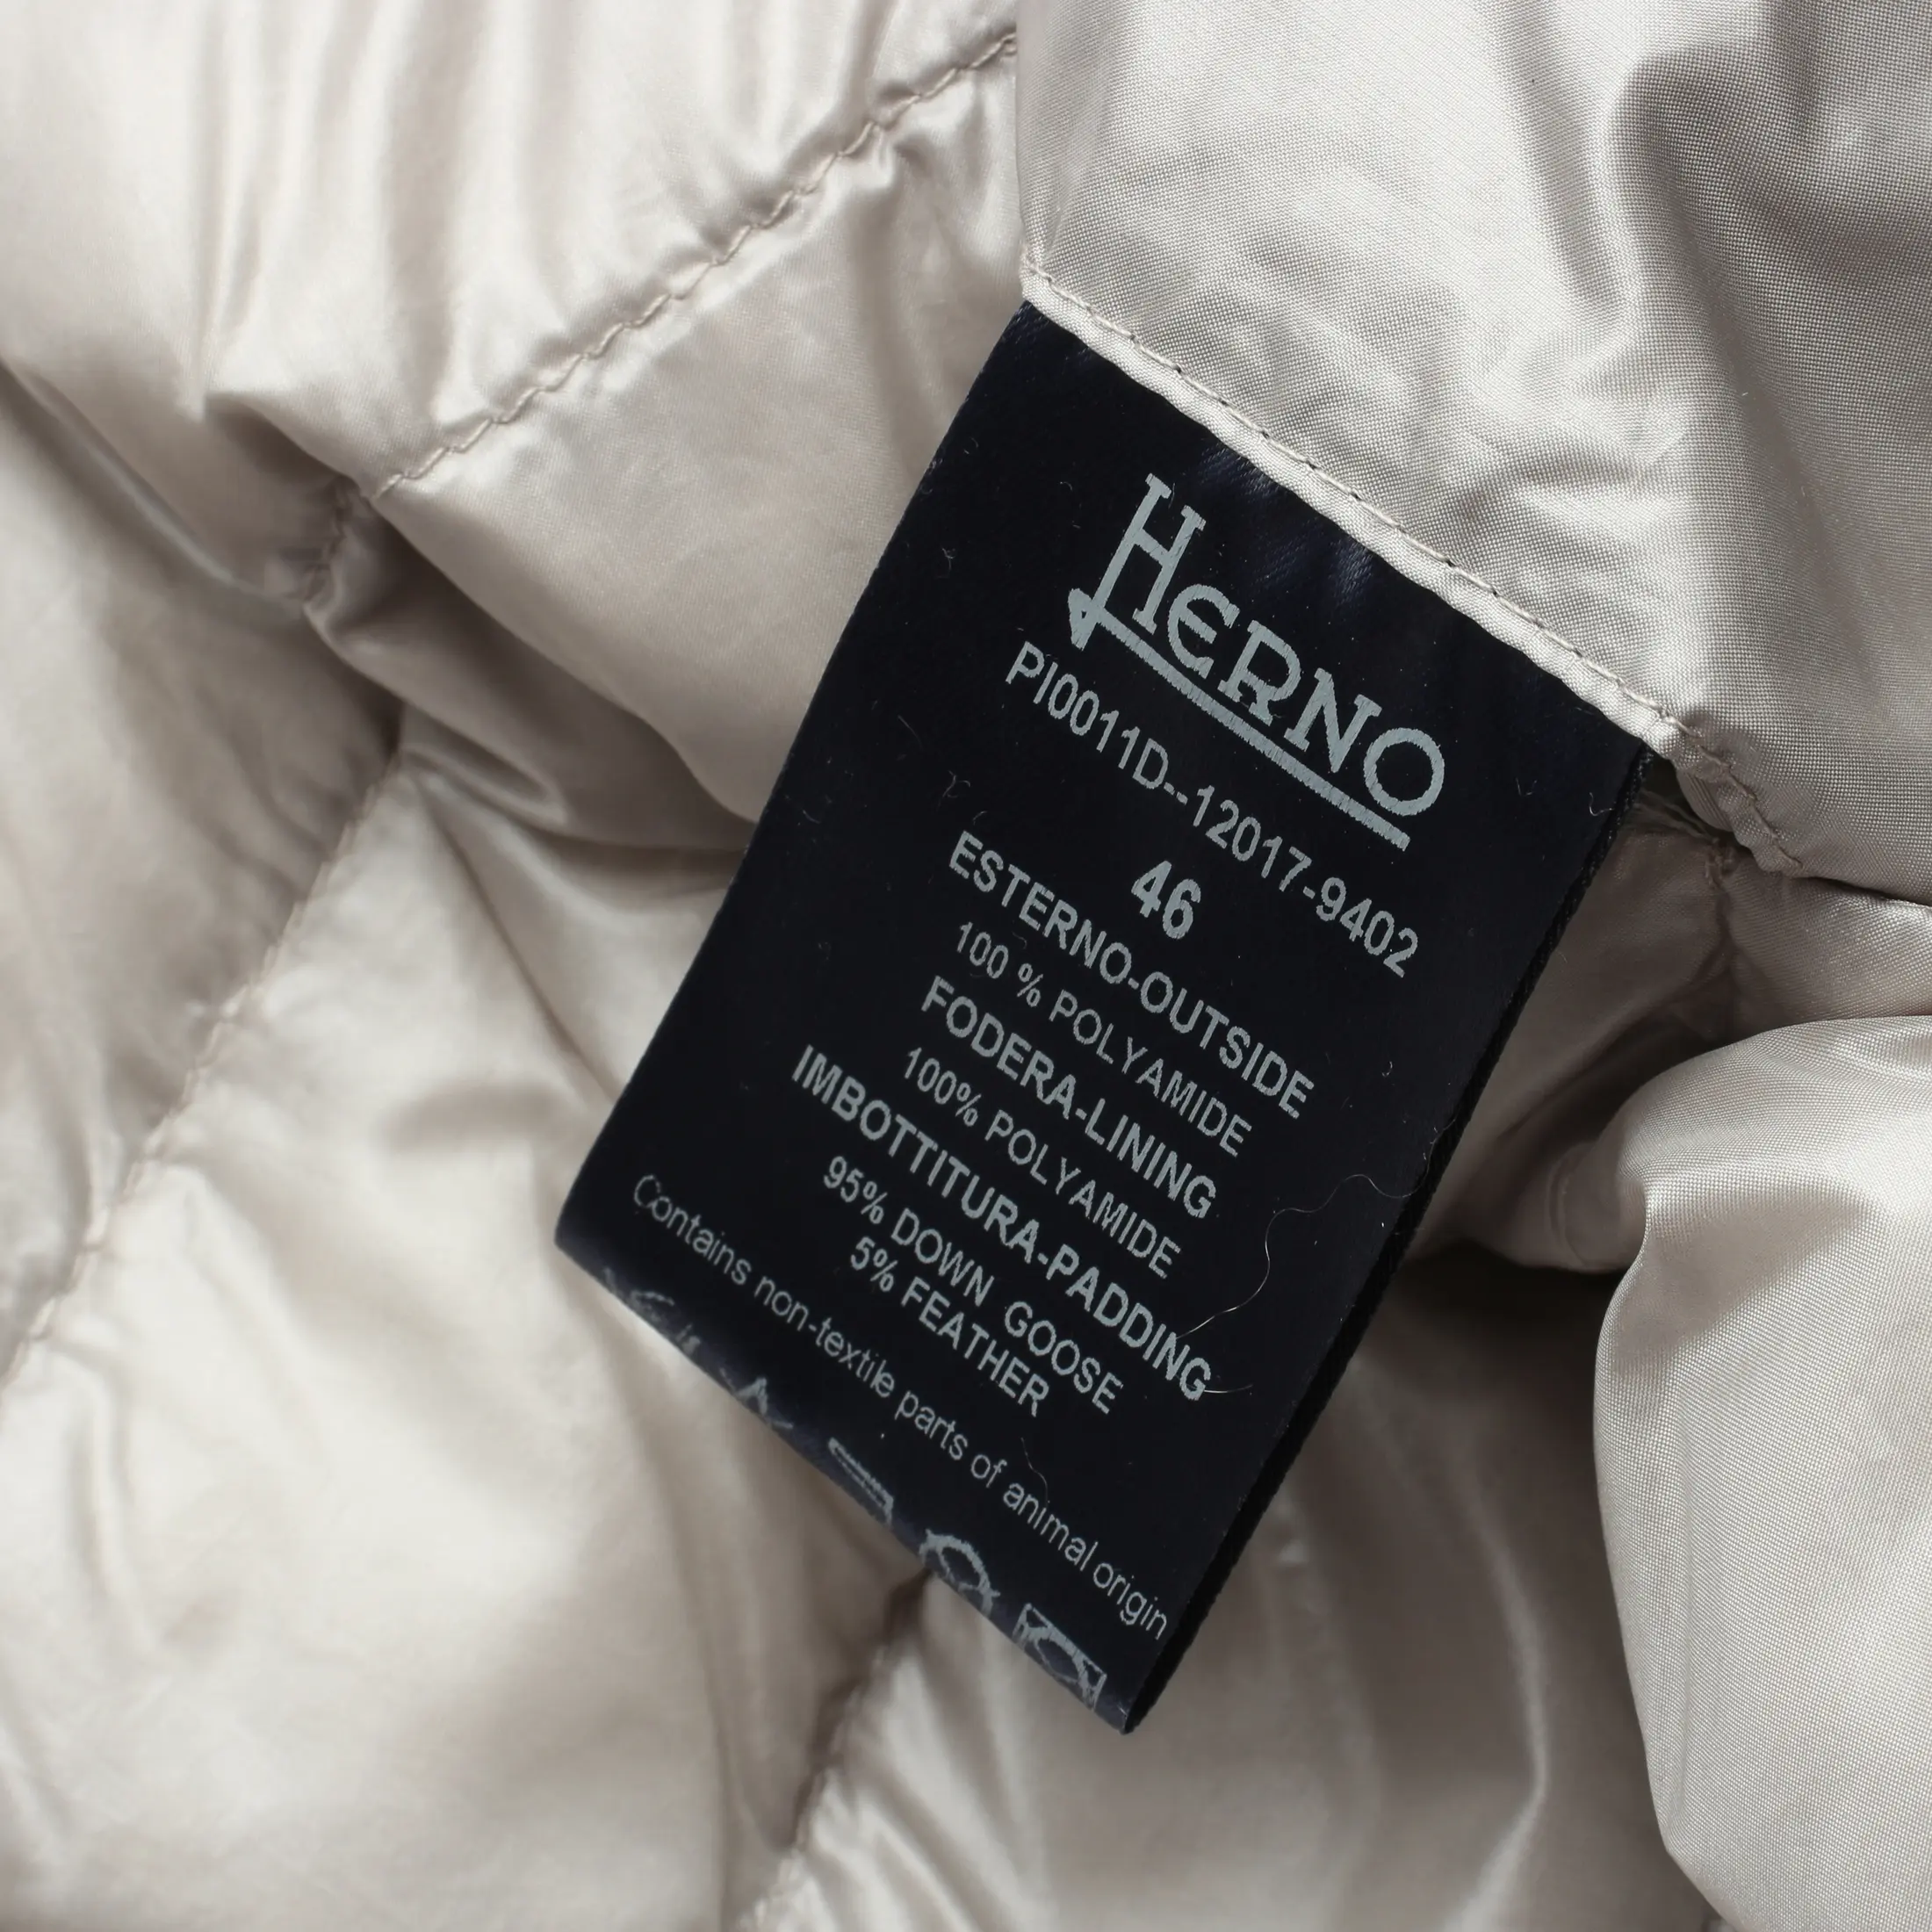 HERNO
PI0011D--12017-9402
46
ESTERNO-OUTSIDE
100 % POLYAMIDE
FODERA-LINING
100% POLYAMIDE
IMBOTTITURA-PADDING
95% DOWN GOOSE
5% FEATHER
Contains non-textile parts of animal origin